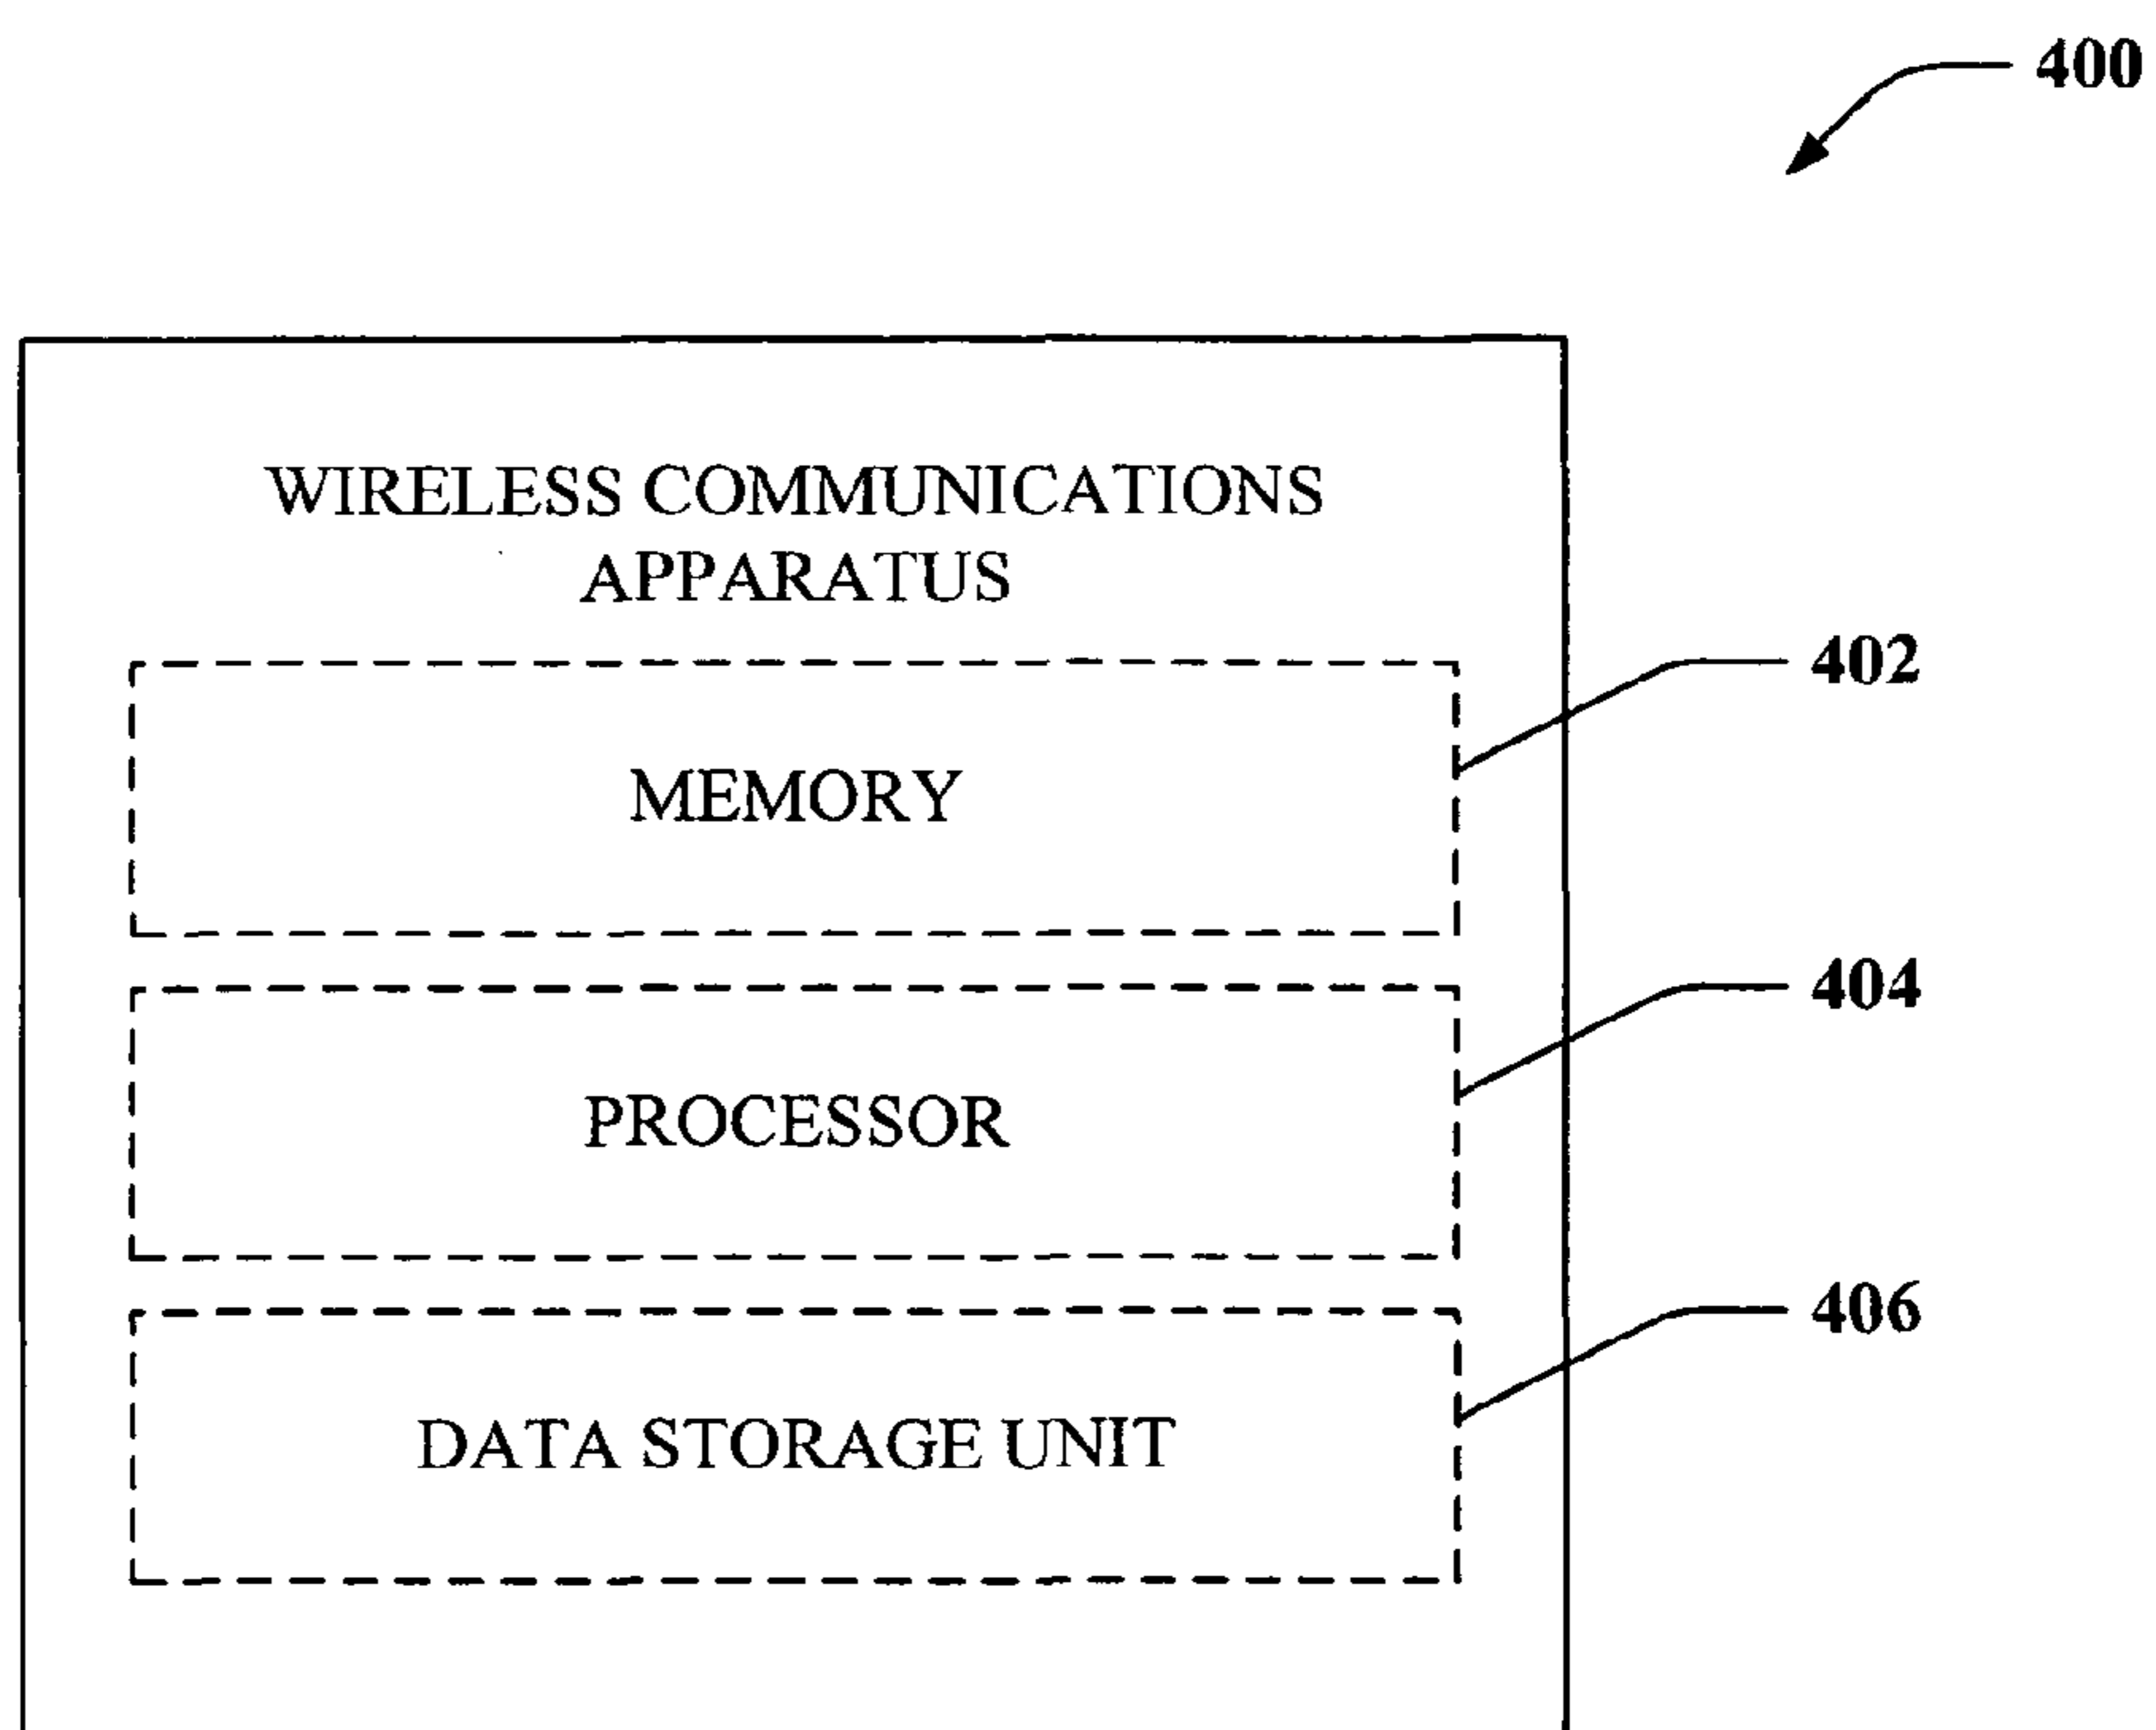 400
WIRELESS COMMUNICATIONS
APPARATUS
402
MEMORY
404
PROCESSOR
406
DATA STORAGE UNIT